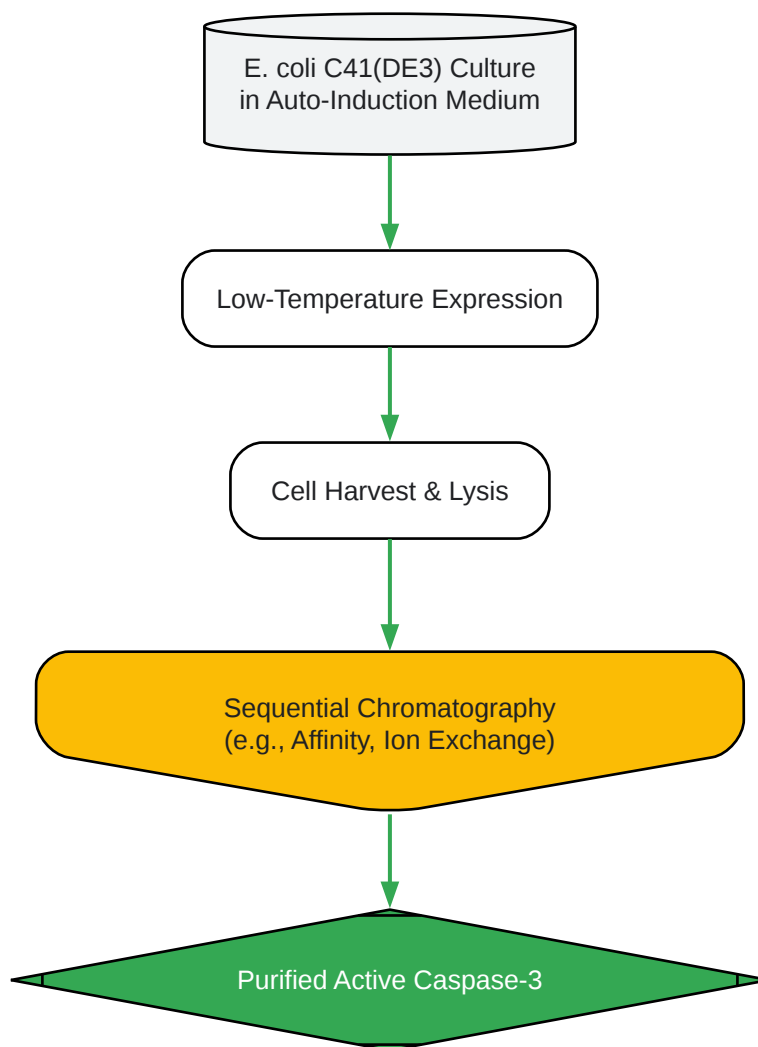 E. coli C41(DE3) Culture
in Auto-Induction Medium
Low-Temperature Expression
Cell Harvest & Lysis
Sequential Chromatography
(e.g., Affinity, Ion Exchange)
Purified Active Caspase-3